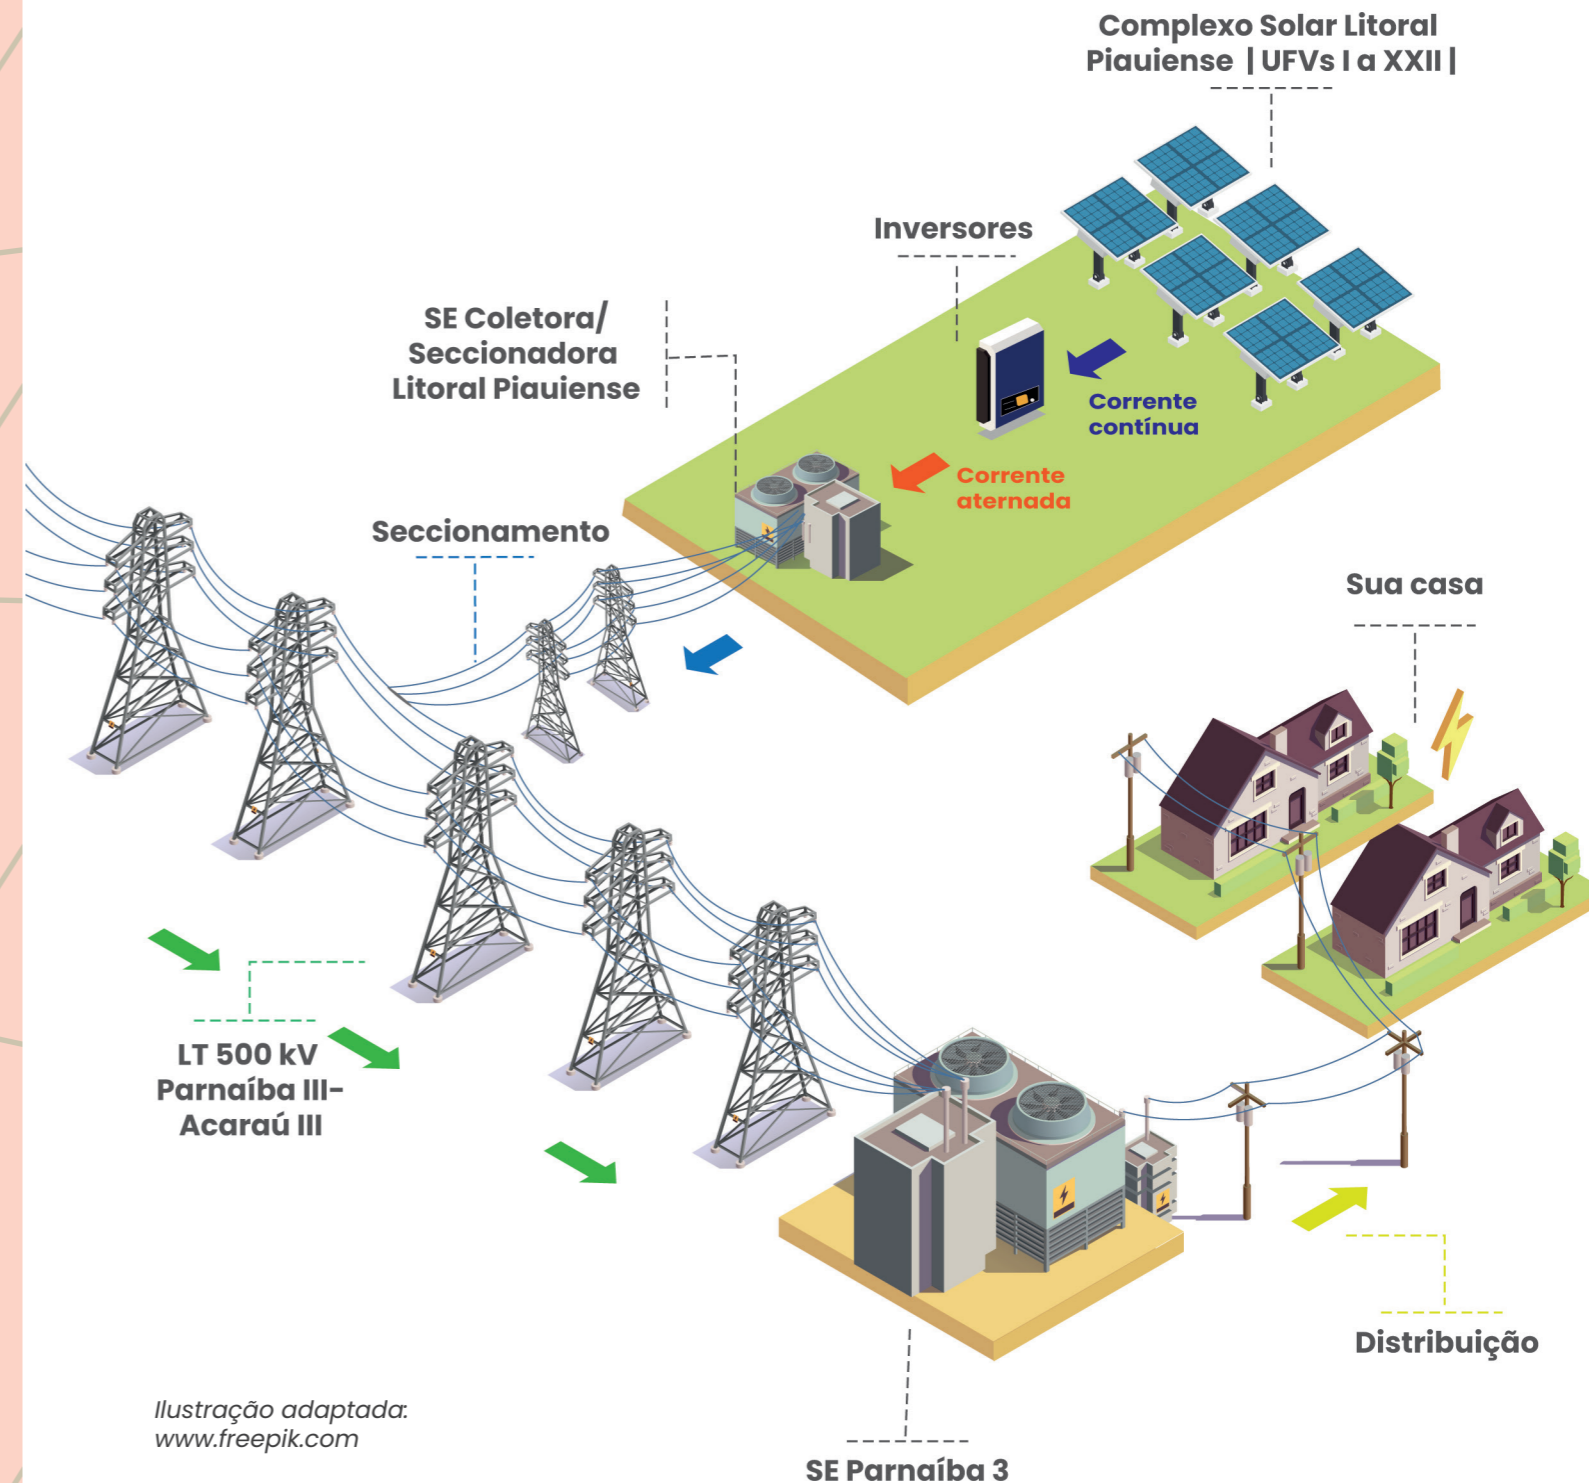 Complexo Solar Litoral
Piauiense | UFVs I a XXII |
Inversores
SE Coletora/
Seccionadora
Litoral Piauiense
Corrente
contínua
Corrente
aternada
Seccionamento
Sua casa
LT 500 kV
Parnaíba III-
Acaraú III
Distribuição
Ilustração adaptada:
www.freepik.com
SE Parnaíba 3